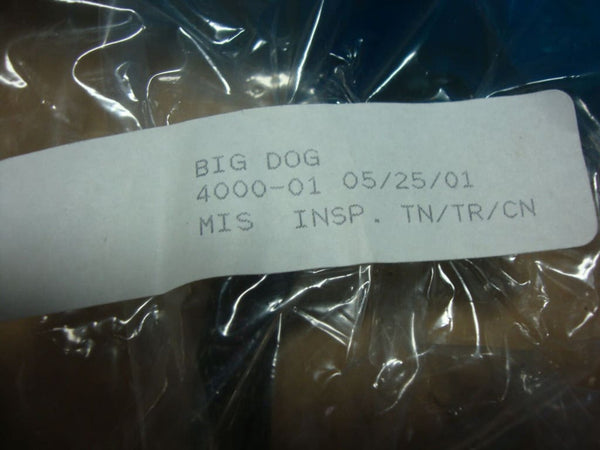 BIG DOG
4000-01 05/25/01
MIS INSP. TN/TR/CN